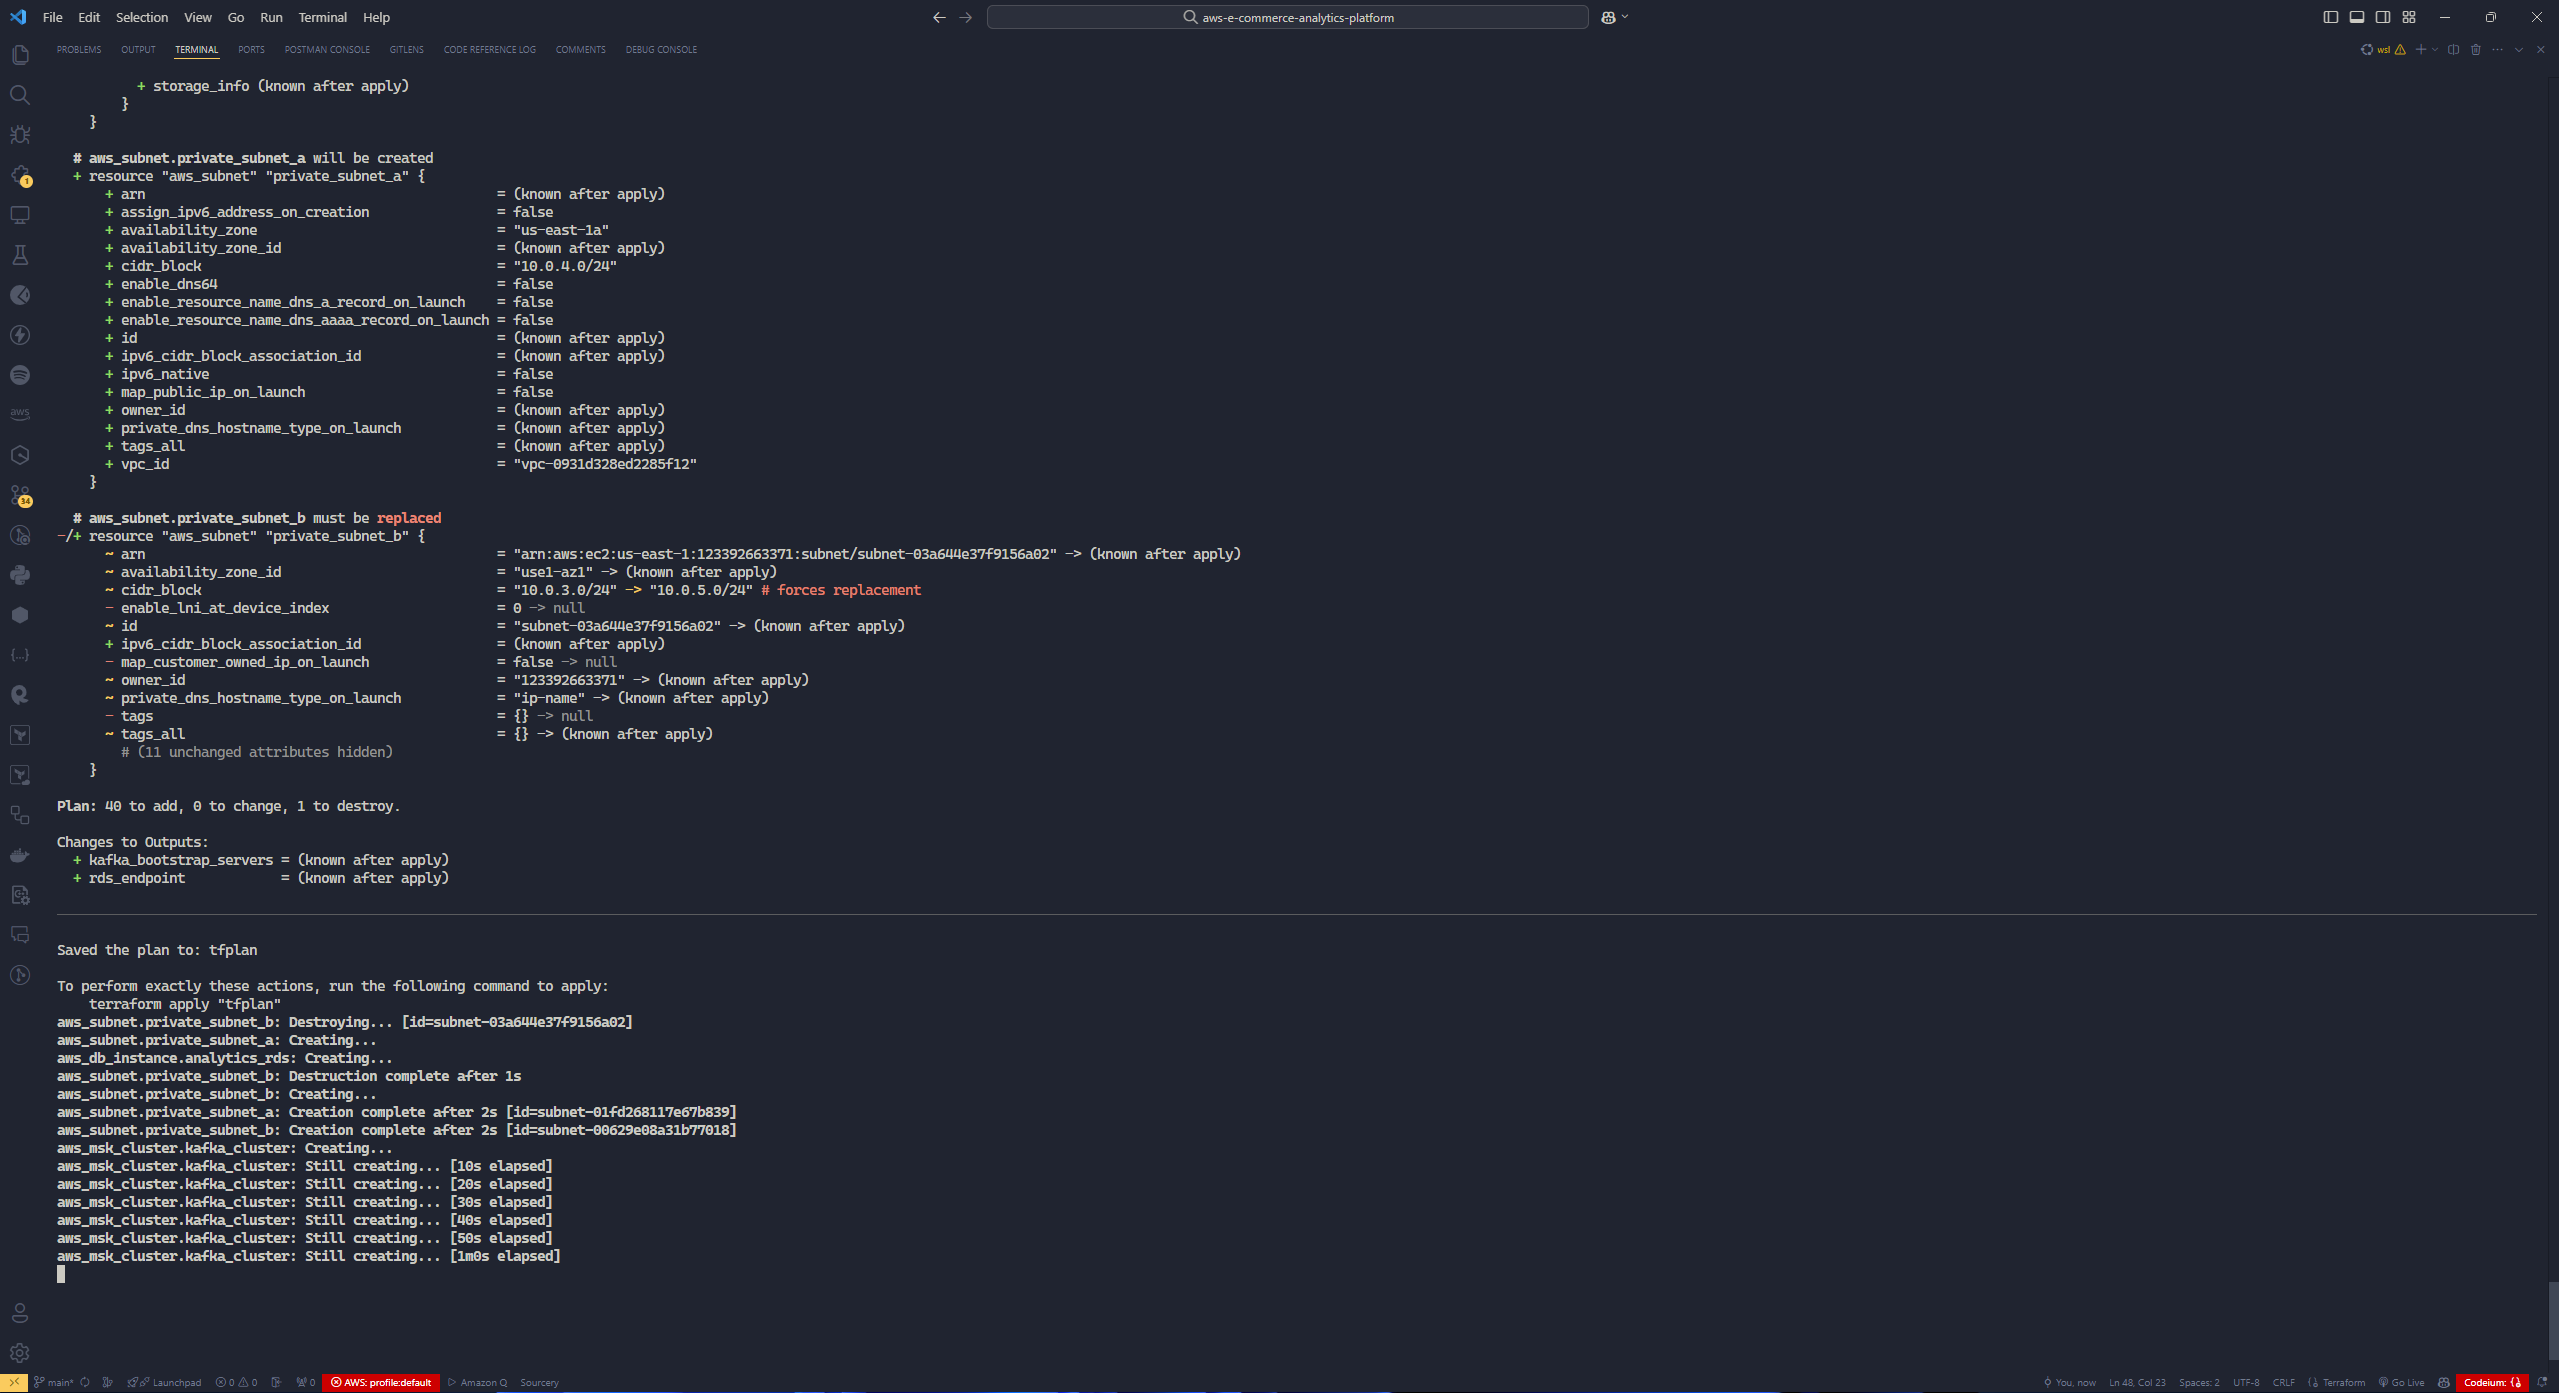 File Edit Selection View Go Run Terminal Help
aws-e-commerce-analytics-platform
PROBLEMS OUTPUT TERMINAL PORTS POSTMAN CONSOLE GITLENS CODE REFERENCE LOG COMMENTS DEBUG CONSOLE
wsl
+ storage_info (known after apply)
}
}
# aws_subnet.private_subnet_a will be created
+ resource "aws_subnet" "private_subnet_a" {
+ arn = (known after apply)
+ assign_ipv6_address_on_creation = false
+ availability_zone = "us-east-1a"
+ availability_zone_id = (known after apply)
+ cidr_block = "10.0.4.0/24"
+ enable_dns64 = false
+ enable_resource_name_dns_a_record_on_launch = false
+ enable_resource_name_dns_aaaa_record_on_launch = false
+ id = (known after apply)
+ ipv6_cidr_block_association_id = (known after apply)
+ ipv6_native = false
+ map_public_ip_on_launch = false
+ owner_id = (known after apply)
+ private_dns_hostname_type_on_launch = (known after apply)
+ tags_all = (known after apply)
+ vpc_id = "vpc-0931d328ed2285f12"
}
# aws_subnet.private_subnet_b must be replaced
-/+ resource "aws_subnet" "private_subnet_b" {
~ arn = "arn:aws:ec2:us-east-1:123392663371:subnet/subnet-03a644e37f9156a02" -> (known after apply)
~ availability_zone_id = "use1-az1" -> (known after apply)
~ cidr_block = "10.0.3.0/24" -> "10.0.5.0/24" # forces replacement
- enable_lni_at_device_index = 0 -> null
~ id = "subnet-03a644e37f9156a02" -> (known after apply)
+ ipv6_cidr_block_association_id = (known after apply)
- map_customer_owned_ip_on_launch = false -> null
~ owner_id = "123392663371" -> (known after apply)
~ private_dns_hostname_type_on_launch = "ip-name" -> (known after apply)
- tags = {} -> null
~ tags_all = {} -> (known after apply)
# (11 unchanged attributes hidden)
}
Plan: 40 to add, 0 to change, 1 to destroy.
Changes to Outputs:
+ kafka_bootstrap_servers = (known after apply)
+ rds_endpoint = (known after apply)
Saved the plan to: tfplan
To perform exactly these actions, run the following command to apply:
terraform apply "tfplan"
aws_subnet.private_subnet_b: Destroying... [id=subnet-03a644e37f9156a02]
aws_subnet.private_subnet_a: Creating...
aws_db_instance.analytics_rds: Creating...
aws_subnet.private_subnet_b: Destruction complete after 1s
aws_subnet.private_subnet_b: Creating...
aws_subnet.private_subnet_a: Creation complete after 2s [id=subnet-01fd268117e67b839]
aws_subnet.private_subnet_b: Creation complete after 2s [id=subnet-00629e08a31b77018]
aws_msk_cluster.kafka_cluster: Creating...
aws_msk_cluster.kafka_cluster: Still creating... [10s elapsed]
aws_msk_cluster.kafka_cluster: Still creating... [20s elapsed]
aws_msk_cluster.kafka_cluster: Still creating... [30s elapsed]
aws_msk_cluster.kafka_cluster: Still creating... [40s elapsed]
aws_msk_cluster.kafka_cluster: Still creating... [50s elapsed]
aws_msk_cluster.kafka_cluster: Still creating... [1m0s elapsed]
1
aws
34
main* Launchpad 0 0 0 AWS: profile:default Amazon Q Sourcery You, now Ln 48, Col 23 Spaces: 2 UTF-8 CRLF Terraform Go Live Codeium: {}